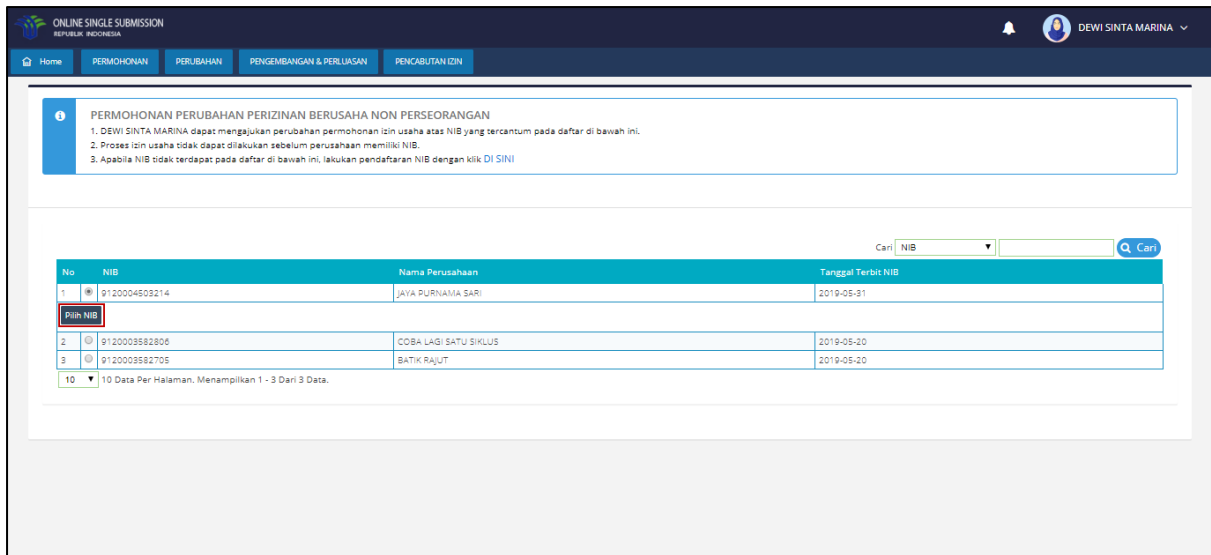 ONLINE SINGLE SUBMISSION
REPUBLIK INDONESIA
DEWI SINTA MARINA
Home PERMOHONAN PERUBAHAN PENGEMBANGAN & PERLUASAN PENCABUTAN IZIN
PERMOHONAN PERUBAHAN PERIZINAN BERUSAHA NON PERSEORANGAN
1. DEWI SINTA MARINA dapat mengajukan perubahan permohonan izin usaha atas NIB yang tercantum pada daftar di bawah ini.
2. Proses izin usaha tidak dapat dilakukan sebelum perusahaan memiliki NIB.
3. Apabila NIB tidak terdapat pada daftar di bawah ini, lakukan pendaftaran NIB dengan klik DI SINI
Cari NIB Cari
No NIB Nama Perusahaan Tanggal Terbit NIB
1 9120004503214 JAYA PURNAMA SARI 2019-05-31
Pilih NIB
2 9120003582806 COBA LAGI SATU SIKLUS 2019-05-20
3 9120003582705 BATIK RAJUT 2019-05-20
10 10 Data Per Halaman. Menampilkan 1 - 3 Dari 3 Data.